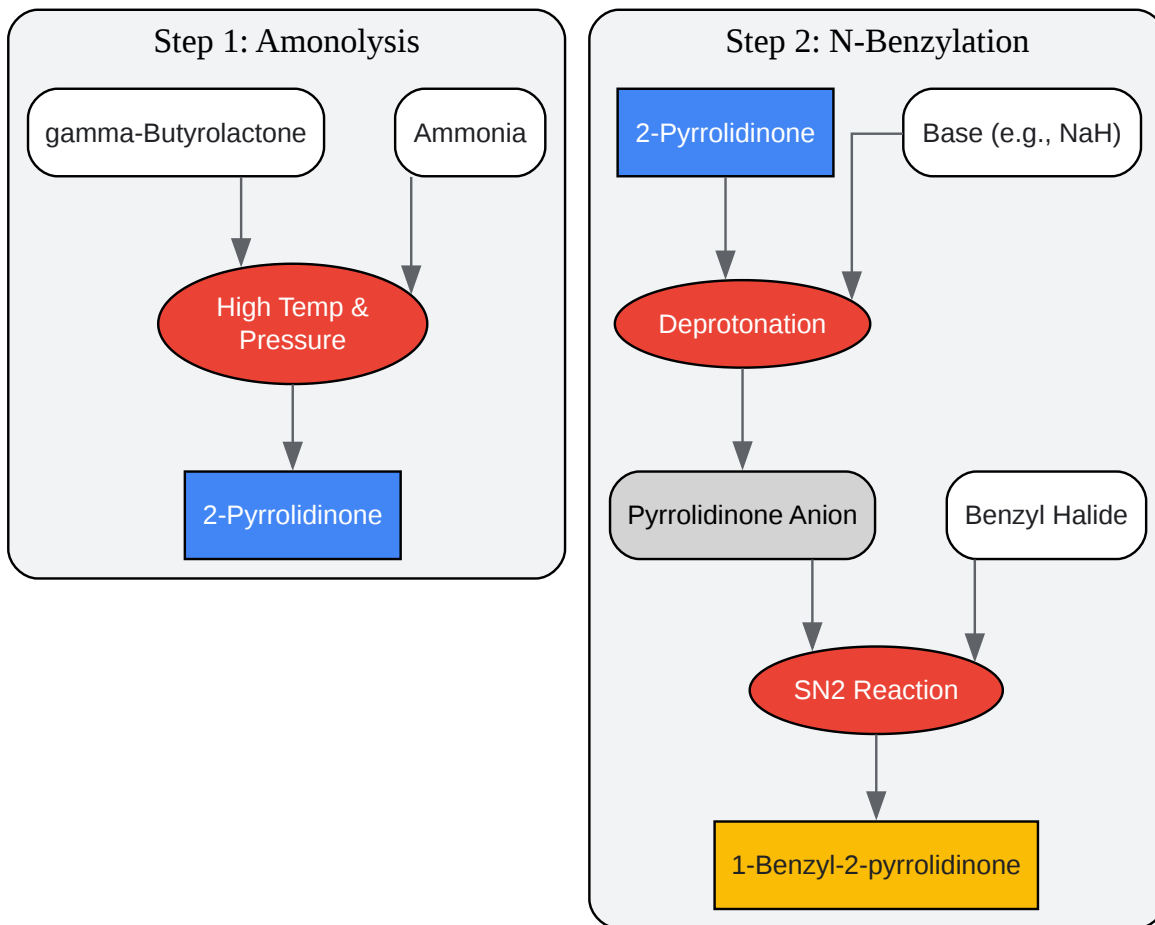 Step 1: Amonolysis
gamma-Butyrolactone
Ammonia
High Temp &
Pressure
2-Pyrrolidinone
Step 2: N-Benzylation
2-Pyrrolidinone
Base (e.g., NaH)
Deprotonation
Pyrrolidinone Anion
Benzyl Halide
SN2 Reaction
1-Benzyl-2-pyrrolidinone